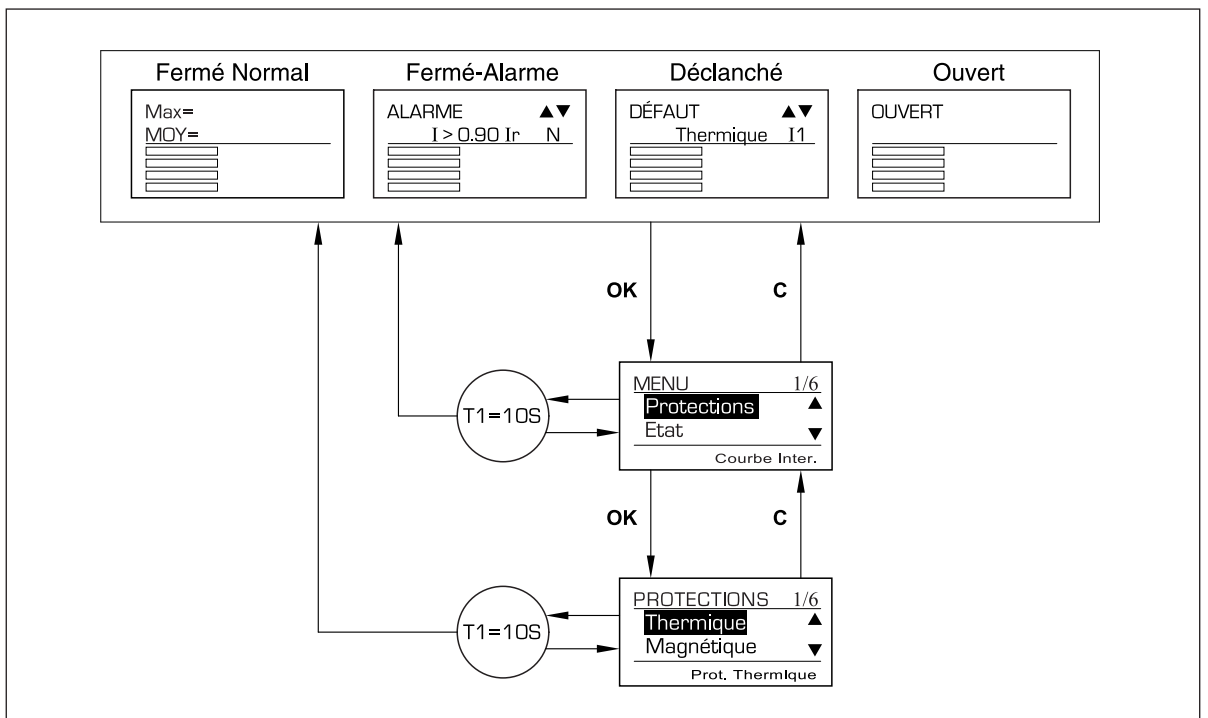 Fermé Normal
Fermé-Alarme
Déclanché
Ouvert
Max=
MOY=
ALARME ▲▼
I > 0.90 Ir N
DÉFAUT ▲▼
Thermique I1
OUVERT
OK
C
T1=10S
MENU 1/6
Protections ▲
Etat ▼
Courbe Inter.
OK
C
T1=10S
PROTECTIONS 1/6
Thermique ▲
Magnétique ▼
Prot. Thermique